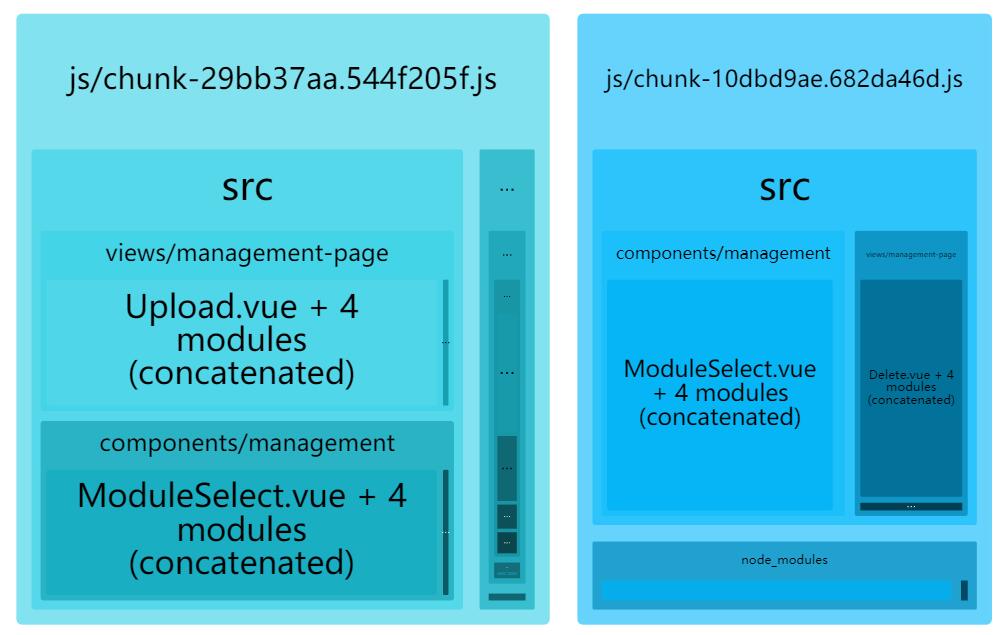 js/chunk-29bb37aa.544f205f.js
src
...
views/management-page
...
Upload.vue + 4
modules
(concatenated)
...
...
...
components/management
ModuleSelect.vue + 4
modules
(concatenated)
...
...
...
...
js/chunk-10dbd9ae.682da46d.js
src
components/management
views/management-page
ModuleSelect.vue
+ 4 modules
(concatenated)
Delete.vue + 4
modules
(concatenated)
...
node_modules